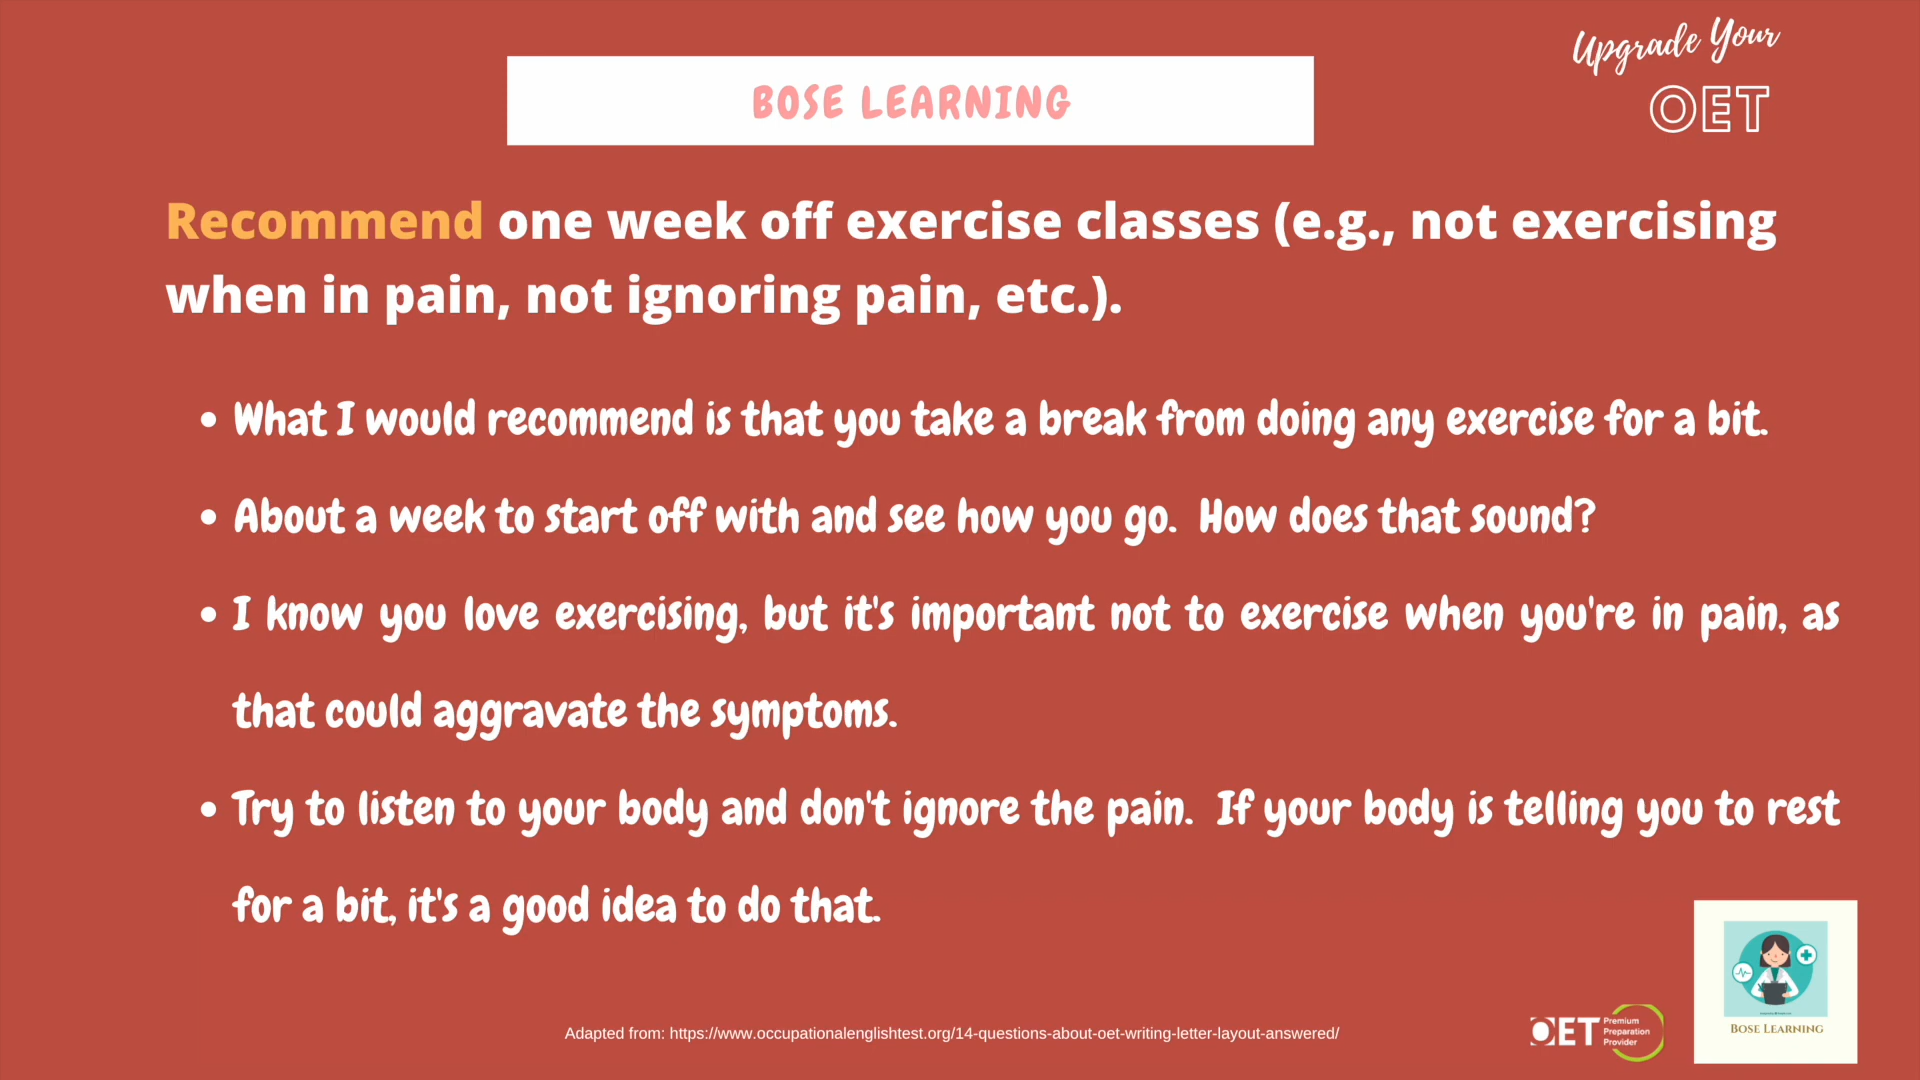 Upgrade Your
OET
BOSE LEARNING
Recommend one week off exercise classes (e.g., not exercising
when in pain, not ignoring pain, etc.).
• What I would recommend is that you take a break from doing any exercise for a bit.
• About a week to start off with and see how you go. How does that sound?
• I know you love exercising, but it's important not to exercise when you're in pain, as
that could aggravate the symptoms.
• Try to listen to your body and don't ignore the pain. If your body is telling you to rest
for a bit, it's a good idea to do that.
Adapted from: https://www.occupationalenglishtest.org/14-questions-about-oet-writing-letter-layout-answered/
OET Premium
Preparation
Provider
BOSE LEARNING